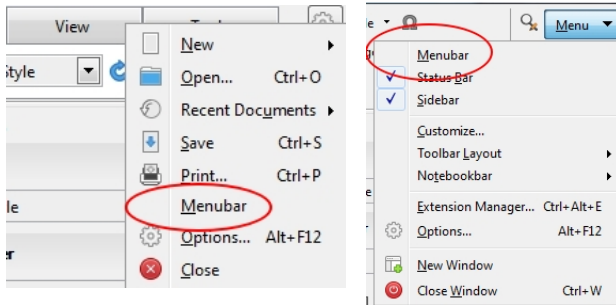 View
Style
New
Open... Ctrl+O
Recent Documents
Save Ctrl+S
Print... Ctrl+P
Menubar
Options... Alt+F12
Close
Menu
Menubar
Status Bar
Sidebar
Customize...
Toolbar Layout
Notebookbar
Extension Manager... Ctrl+Alt+E
Options... Alt+F12
New Window
Close Window Ctrl+W